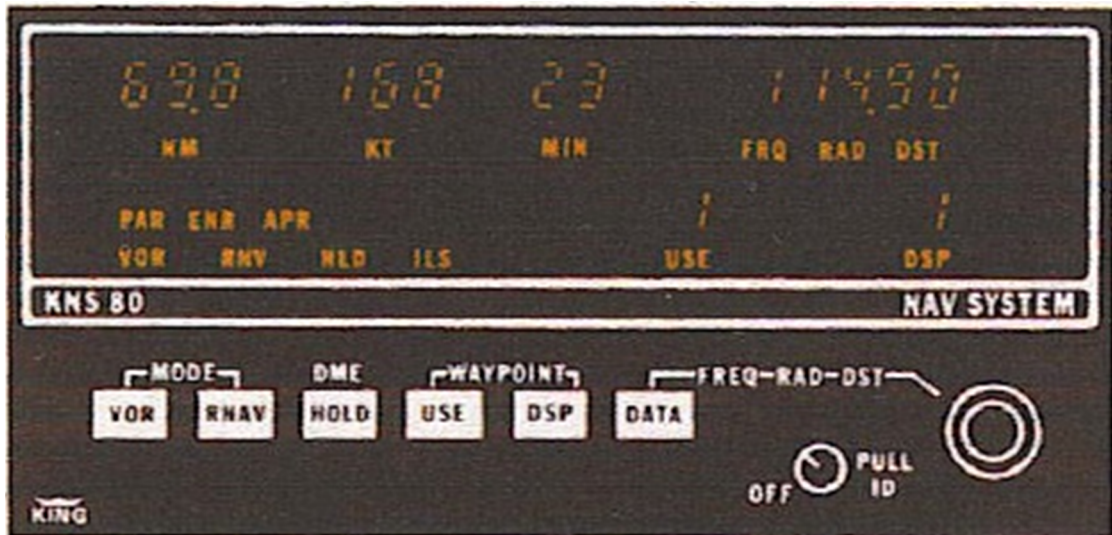 69.8 168 23 114.90
NM KT MIN FRQ RAD DST
PAR ENR APR 1 1
VOR RNV HLD ILS USE DSP
KNS 80 NAV SYSTEM
MODE DME WAYPOINT FREQ-RAD-DST
VOR RNAV HOLD USE DSP DATA
OFF PULL ID
KING